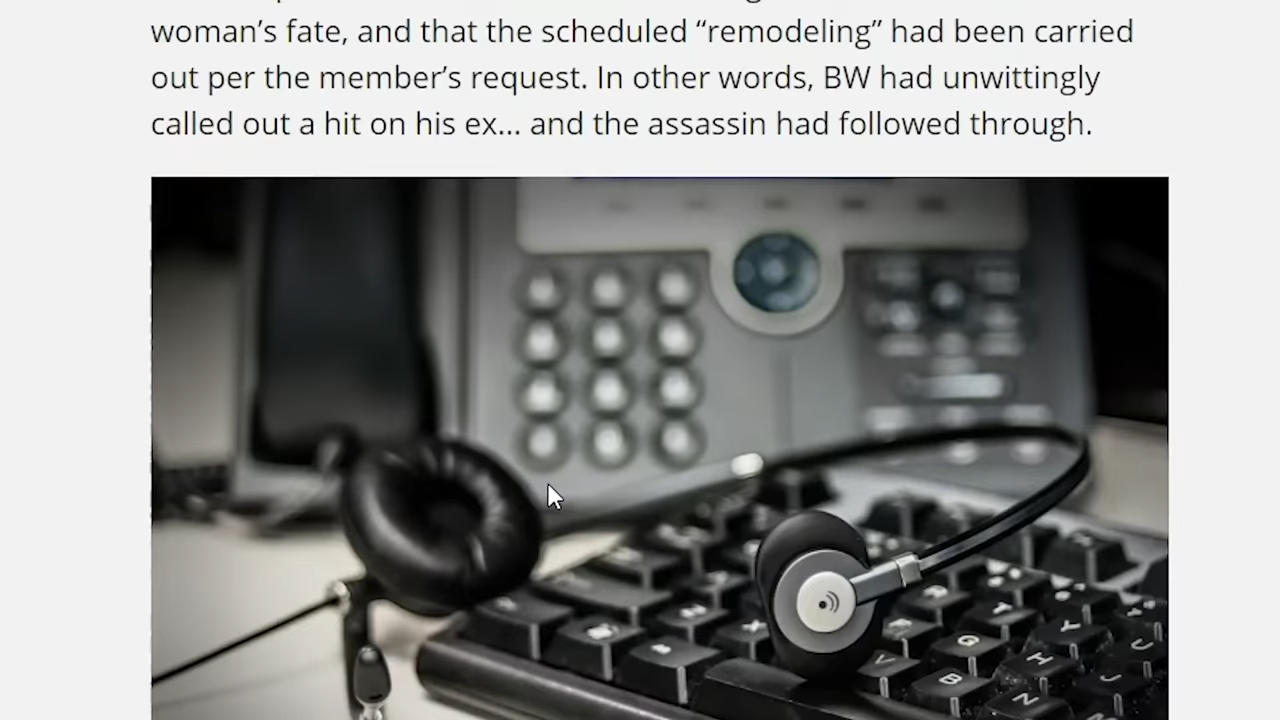 woman’s fate, and that the scheduled “remodeling” had been carried
out per the member’s request. In other words, BW had unwittingly
called out a hit on his ex... and the assassin had followed through.
V
B
G
H
N
Y
J